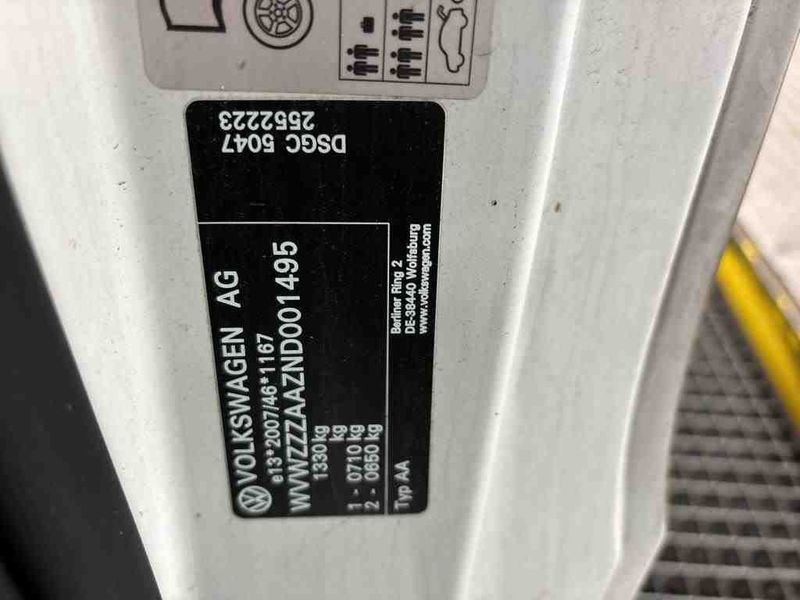 VOLKSWAGEN AG
e13*2007/46*1167
WVWZZZAAZND001495
1330 kg
kg
1 - 0710 kg
2 - 0650 kg
Typ AA
Berliner Ring 2
DE-38440 Wolfsburg
www.volkswagen.com
DSGC 5047
2552223